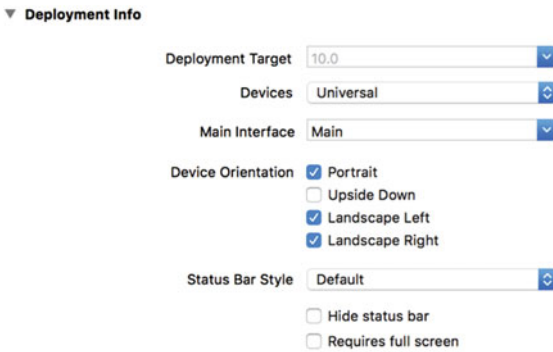 Deployment Info
Deployment Target 10.0
Devices Universal
Main Interface Main
Device Orientation Portrait
Upside Down
Landscape Left
Landscape Right
Status Bar Style Default
Hide status bar
Requires full screen